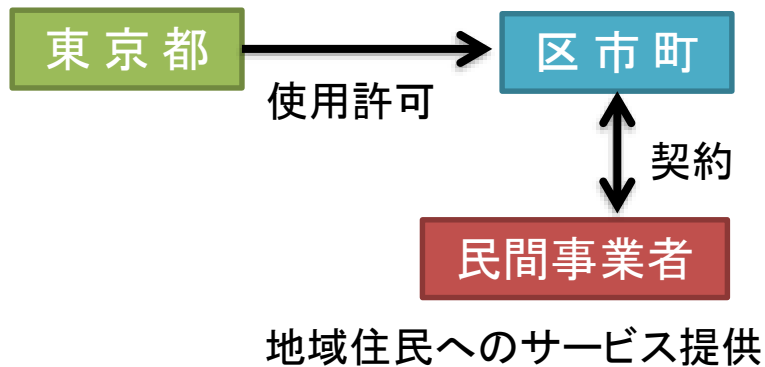 東京都
区市町
使用許可
契約
民間事業者
地域住民へのサービス提供